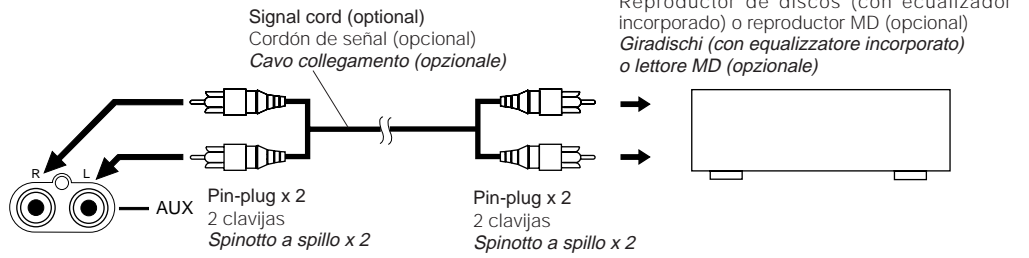 Signal cord (optional)
Cordón de señal (opcional)
Cavo collegamento (opzionale)
Reproductor de discos (con ecualizador
incorporado) o reproductor MD (opcional)
Giradischi (con equalizzatore incorporato)
o lettore MD (opzionale)
R L
AUX
Pin-plug x 2
2 clavijas
Spinotto a spillo x 2
Pin-plug x 2
2 clavijas
Spinotto a spillo x 2